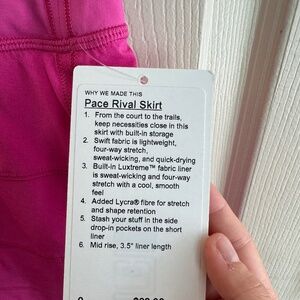 WHY WE MADE THIS
Pace Rival Skirt
1. From the court to the trails,
keep necessities close in this
skirt with built-in storage
2. Swift fabric is lightweight,
four-way stretch,
sweat-wicking, and quick-drying
3. Built-in Luxtreme™ fabric liner
is sweat-wicking and four-way
stretch with a cool, smooth
feel
4. Added Lycra® fibre for stretch
and shape retention
5. Stash your stuff in the side
drop-in pockets on the short
liner
6. Mid rise, 3.5" liner length